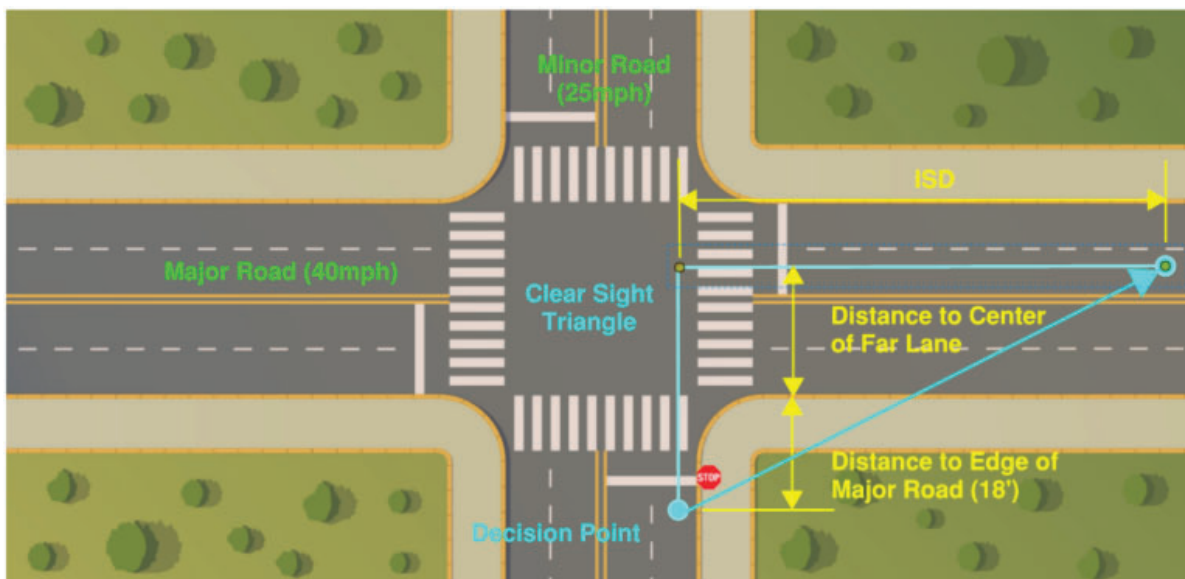 Minor Road
(25mph)
ISD
Major Road (40mph)
Clear Sight
Triangle
Distance to Center
of Far Lane
Distance to Edge of
Major Road (18')
STOP
Decision Point